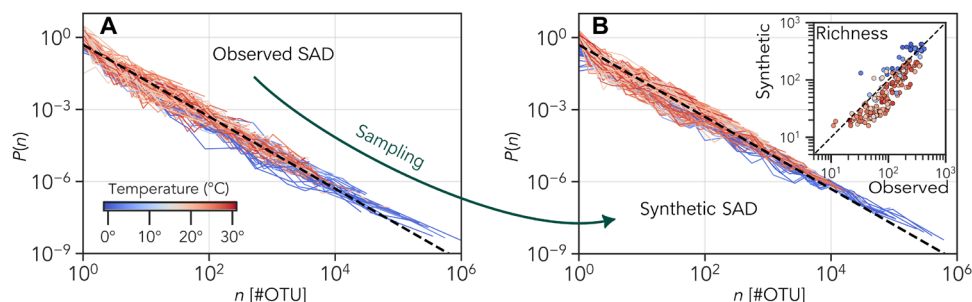 A
Observed SAD
Sampling
P(n)
10⁰
10⁻³
10⁻⁶
10⁻⁹
Temperature (°C)
0° 10° 20° 30°
10⁰ 10² 10⁴ 10⁶
n [#OTU]
B
Synthetic SAD
P(n)
10⁰
10⁻³
10⁻⁶
10⁻⁹
10⁰ 10² 10⁴ 10⁶
n [#OTU]
Richness
Synthetic
10³
10²
10¹
10¹ 10² 10³
Observed